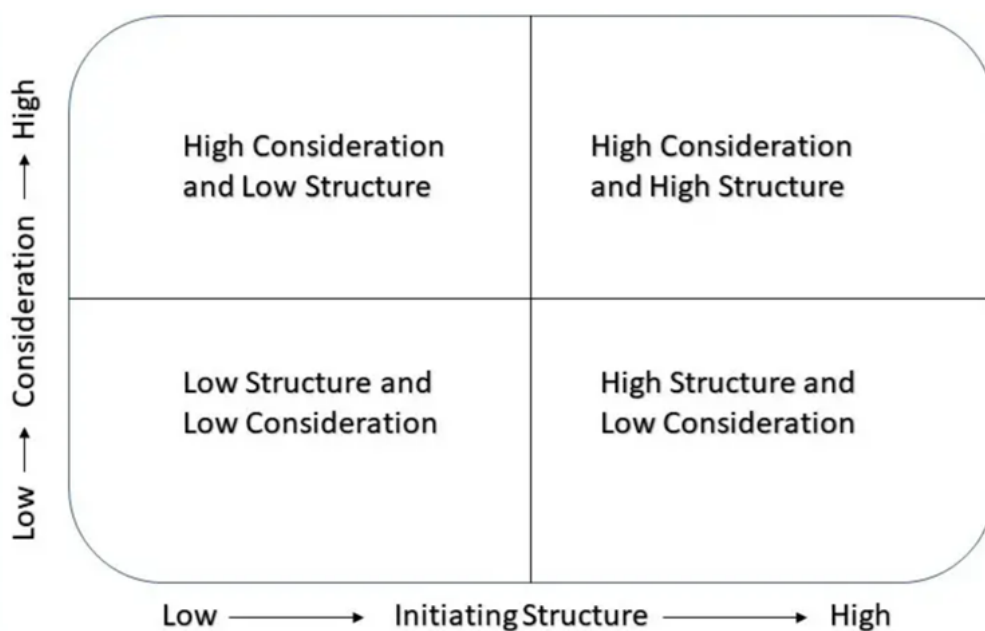 High Consideration
and Low Structure
High Consideration
and High Structure
Low Structure and
Low Consideration
High Structure and
Low Consideration
Low → Consideration → High
Low → Initiating Structure → High